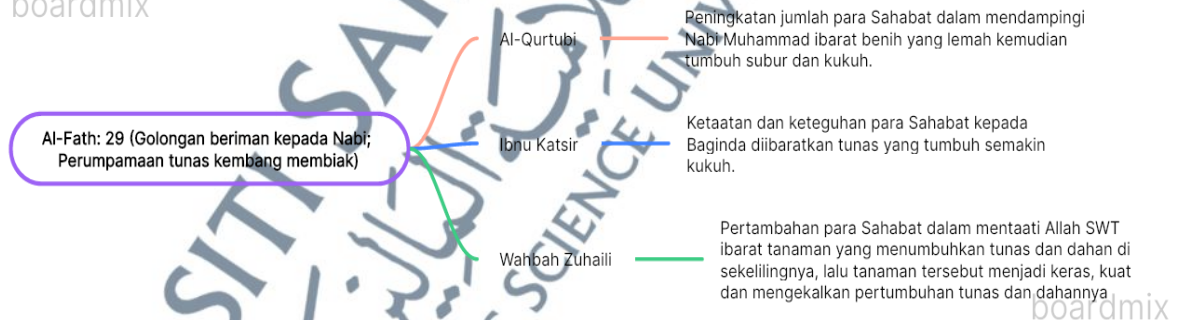 boardmix
Al-Fath: 29 (Golongan beriman kepada Nabi;
Perumpamaan tunas kembang membiak)
Al-Qurtubi
Peningkatan jumlah para Sahabat dalam mendampingi
Nabi Muhammad ibarat benih yang lemah kemudian
tumbuh subur dan kukuh.
Ibnu Katsir
Ketaatan dan keteguhan para Sahabat kepada
Baginda diibaratkan tunas yang tumbuh semakin
kukuh.
Wahbah Zuhaili
Pertambahan para Sahabat dalam mentaati Allah SWT
ibarat tanaman yang menumbuhkan tunas dan dahan di
sekelilingnya, lalu tanaman tersebut menjadi keras, kuat
dan mengekalkan pertumbuhan tunas dan dahannya
boardmix
SITI
SCIENCE